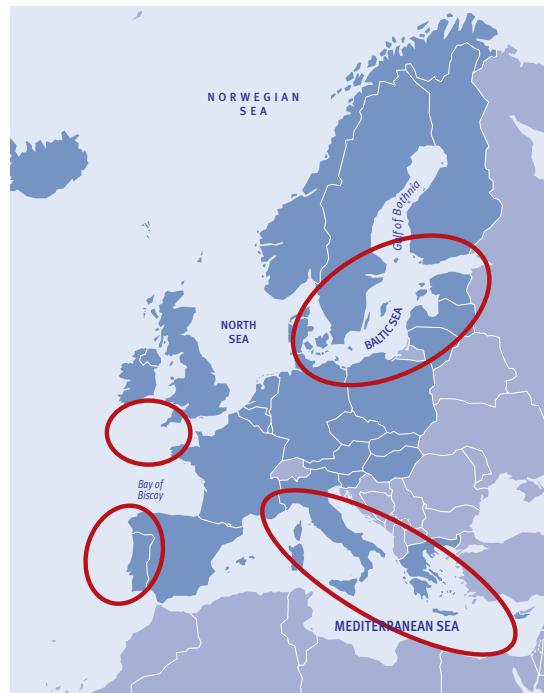 NORWEGIAN
SEA
Gulf of Bothnia
NORTH
SEA
BALTIC SEA
Bay of
Biscay
MEDITERRANEAN SEA